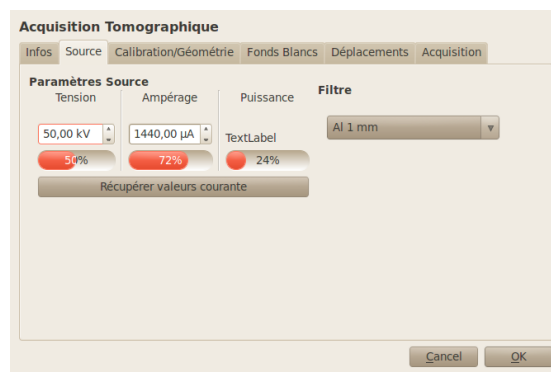 Acquisition Tomographique
Infos Source Calibration/Géométrie Fonds Blancs Déplacements Acquisition
Paramètres Source
Filtre
Tension Ampérage Puissance
50,00 kV 1440,00 µA TextLabel
Al 1 mm
50% 72% 24%
Récupérer valeurs courante
Cancel OK